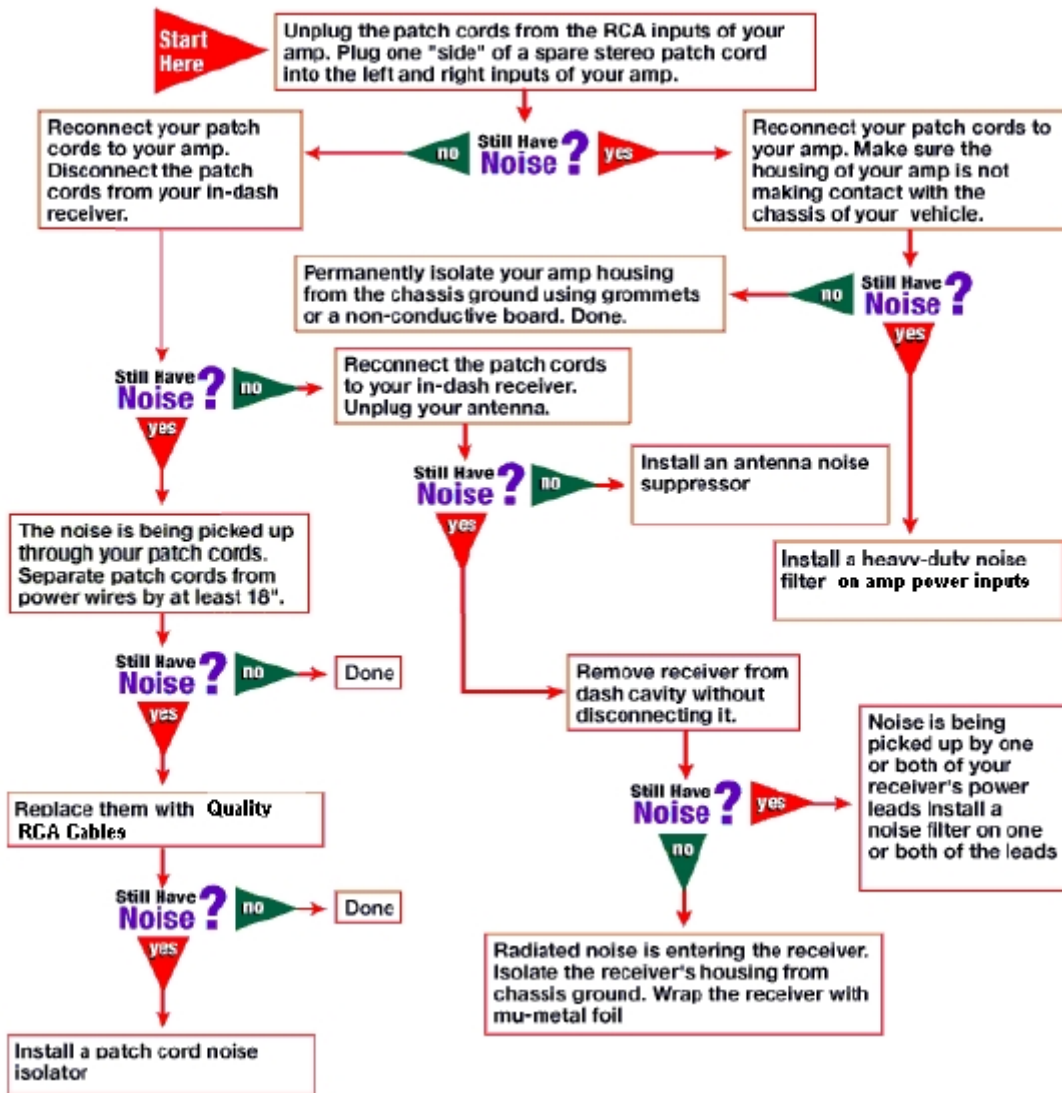 Start
Here
Unplug the patch cords from the RCA inputs of your
amp. Plug one "side" of a spare stereo patch cord
into the left and right inputs of your amp.
Still Have
Noise?
no
yes
Reconnect your patch
cords to your amp.
Disconnect the patch
cords from your in-dash
receiver.
Reconnect your patch cords to
your amp. Make sure the
housing of your amp is not
making contact with the
chassis of your vehicle.
Still Have
Noise?
no
yes
Permanently isolate your amp housing
from the chassis ground using grommets
or a non-conductive board. Done.
Still Have
Noise?
no
yes
Reconnect the patch cords
to your in-dash receiver.
Unplug your antenna.
Still Have
Noise?
no
yes
Install an antenna noise
suppressor
Install a heavy-duty noise
filter on amp power inputs
The noise is being picked up
through your patch cords.
Separate patch cords from
power wires by at least 18".
Still Have
Noise?
no
yes
Done
Remove receiver from
dash cavity without
disconnecting it.
Still Have
Noise?
yes
no
Noise is being
picked up by one
or both of your
receiver's power
leads Install a
noise filter on one
or both of the leads
Replace them with Quality
RCA Cables
Still Have
Noise?
no
yes
Done
Radiated noise is entering the receiver.
Isolate the receiver's housing from
chassis ground. Wrap the receiver with
mu-metal foil
Install a patch cord noise
isolator